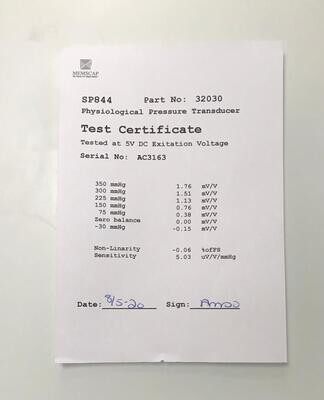 MEMSCAP
SP844 Part No: 32030
Physiological Pressure Transducer
Test Certificate
Tested at 5V DC Exitation Voltage
Serial No: AC3163
350 mmHg 1.76 mV/V
300 mmHg 1.51 mV/V
225 mmHg 1.13 mV/V
150 mmHg 0.76 mV/V
75 mmHg 0.38 mV/V
Zero balance 0.00 mV/V
-30 mmHg -0.15 mV/V
Non-Linarity -0.06 %ofFS
Sensitivity 5.03 uV/V/mmHg
Date: 8/5-20 Sign: